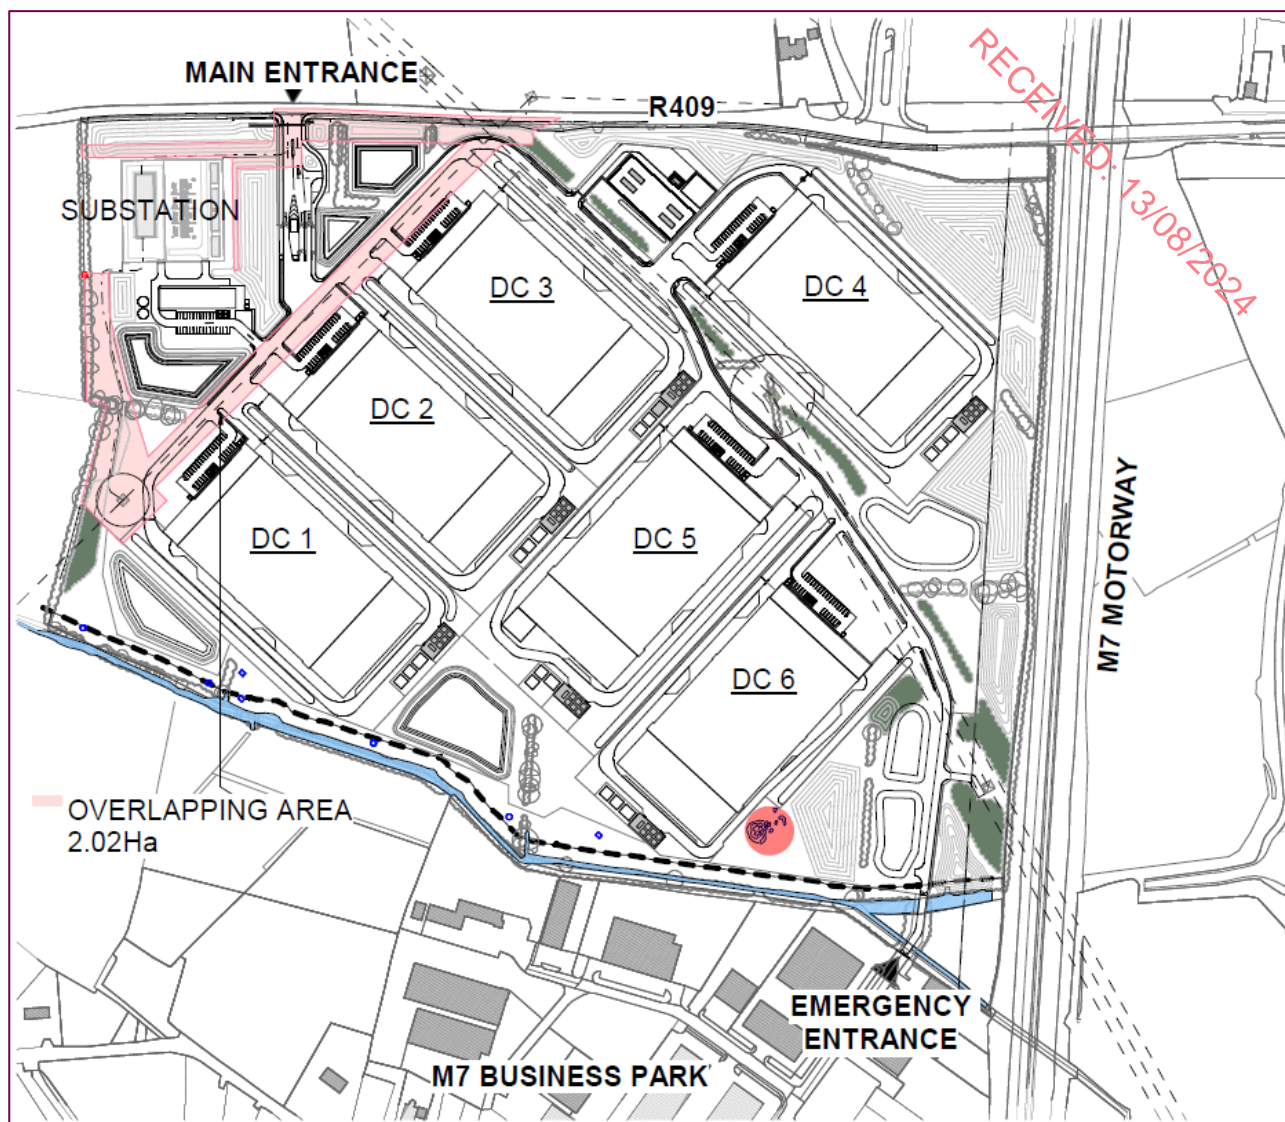 MAIN ENTRANCE
R409
RECEIVED: 13/08/2024
SUBSTATION
DC 3
DC 4
DC 2
DC 1
DC 5
DC 6
M7 MOTORWAY
OVERLAPPING AREA
2.02Ha
EMERGENCY
ENTRANCE
M7 BUSINESS PARK